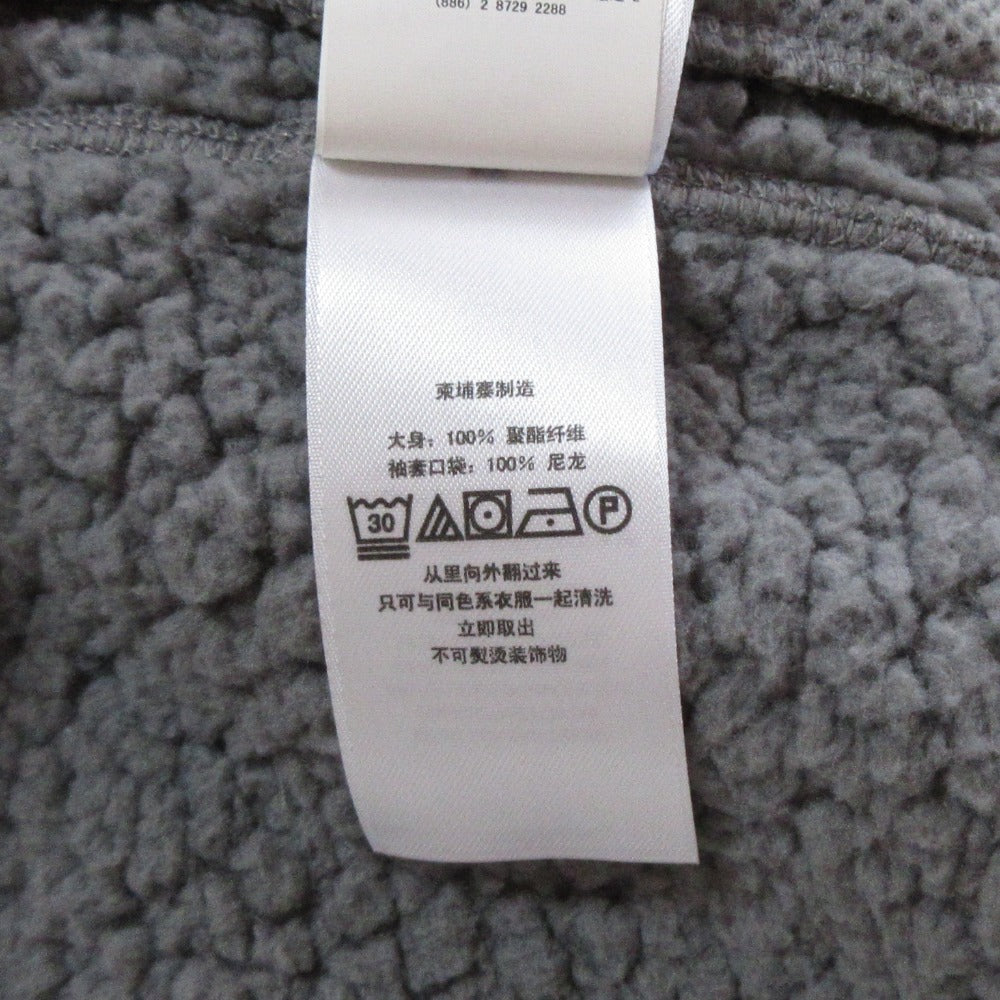 (886) 2 8729 2288
柬埔寨制造
大身: 100% 聚酯纤维
袖套口袋: 100% 尼龙
30 P
从里向外翻过来
只可与同色系衣服一起清洗
立即取出
不可熨烫装饰物